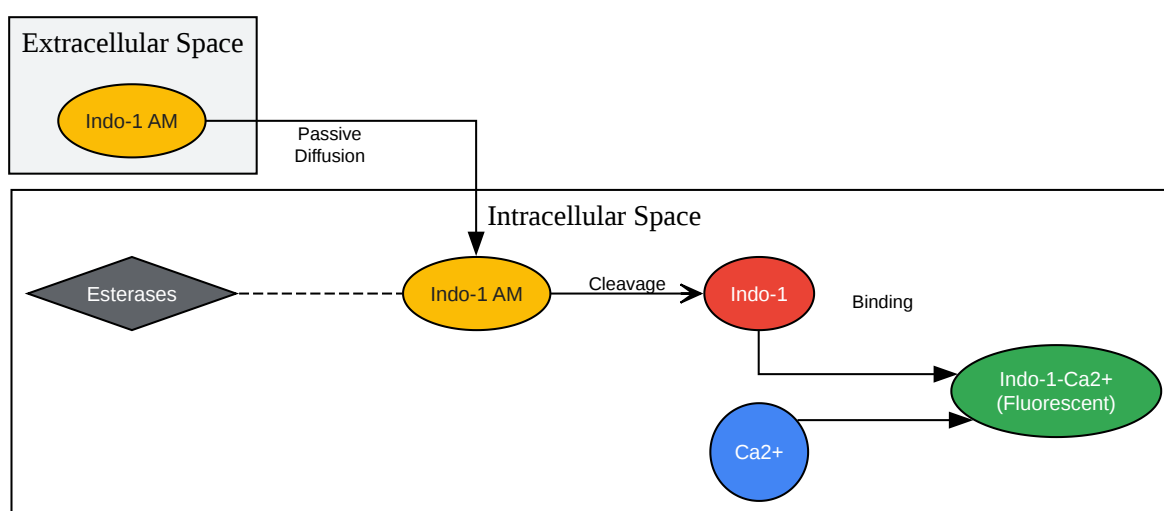 Extracellular Space
Indo-1 AM
Passive
Diffusion
Intracellular Space
Esterases
Indo-1 AM
Cleavage
Indo-1
Binding
Indo-1-Ca2+
(Fluorescent)
Ca2+